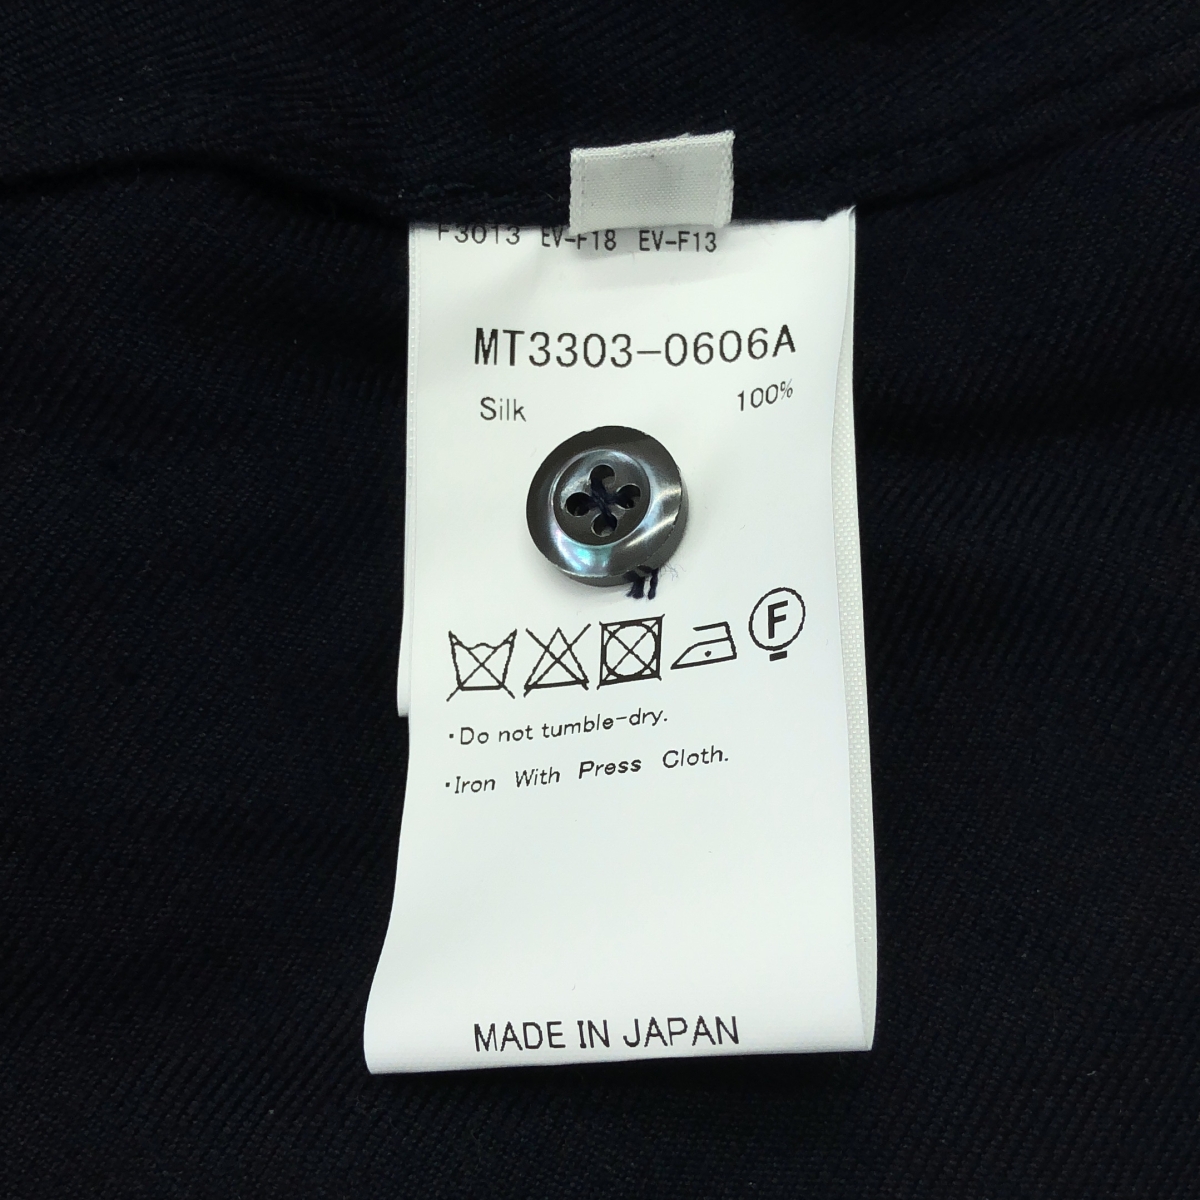 F3013 EV-F18 EV-F13
MT3303-0606A
Silk 100%
F
·Do not tumble-dry.
·Iron With Press Cloth.
MADE IN JAPAN